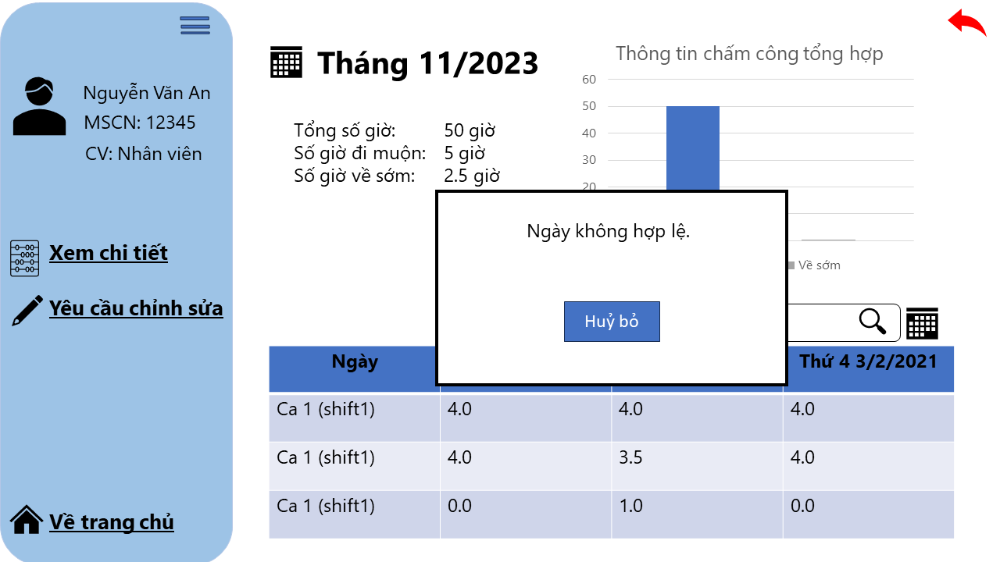 Nguyễn Văn An
MSCN: 12345
CV: Nhân viên
Xem chi tiết
Yêu cầu chỉnh sửa
Về trang chủ
Tháng 11/2023
Tổng số giờ: 50 giờ
Số giờ đi muộn: 5 giờ
Số giờ về sớm: 2.5 giờ
Thông tin chấm công tổng hợp
60
50
40
30
20
Về sớm
Ngày không hợp lệ.
Huỷ bỏ
Ngày Thứ 4 3/2/2021
Ca 1 (shift1) 4.0 4.0 4.0
Ca 1 (shift1) 4.0 3.5 4.0
Ca 1 (shift1) 0.0 1.0 0.0